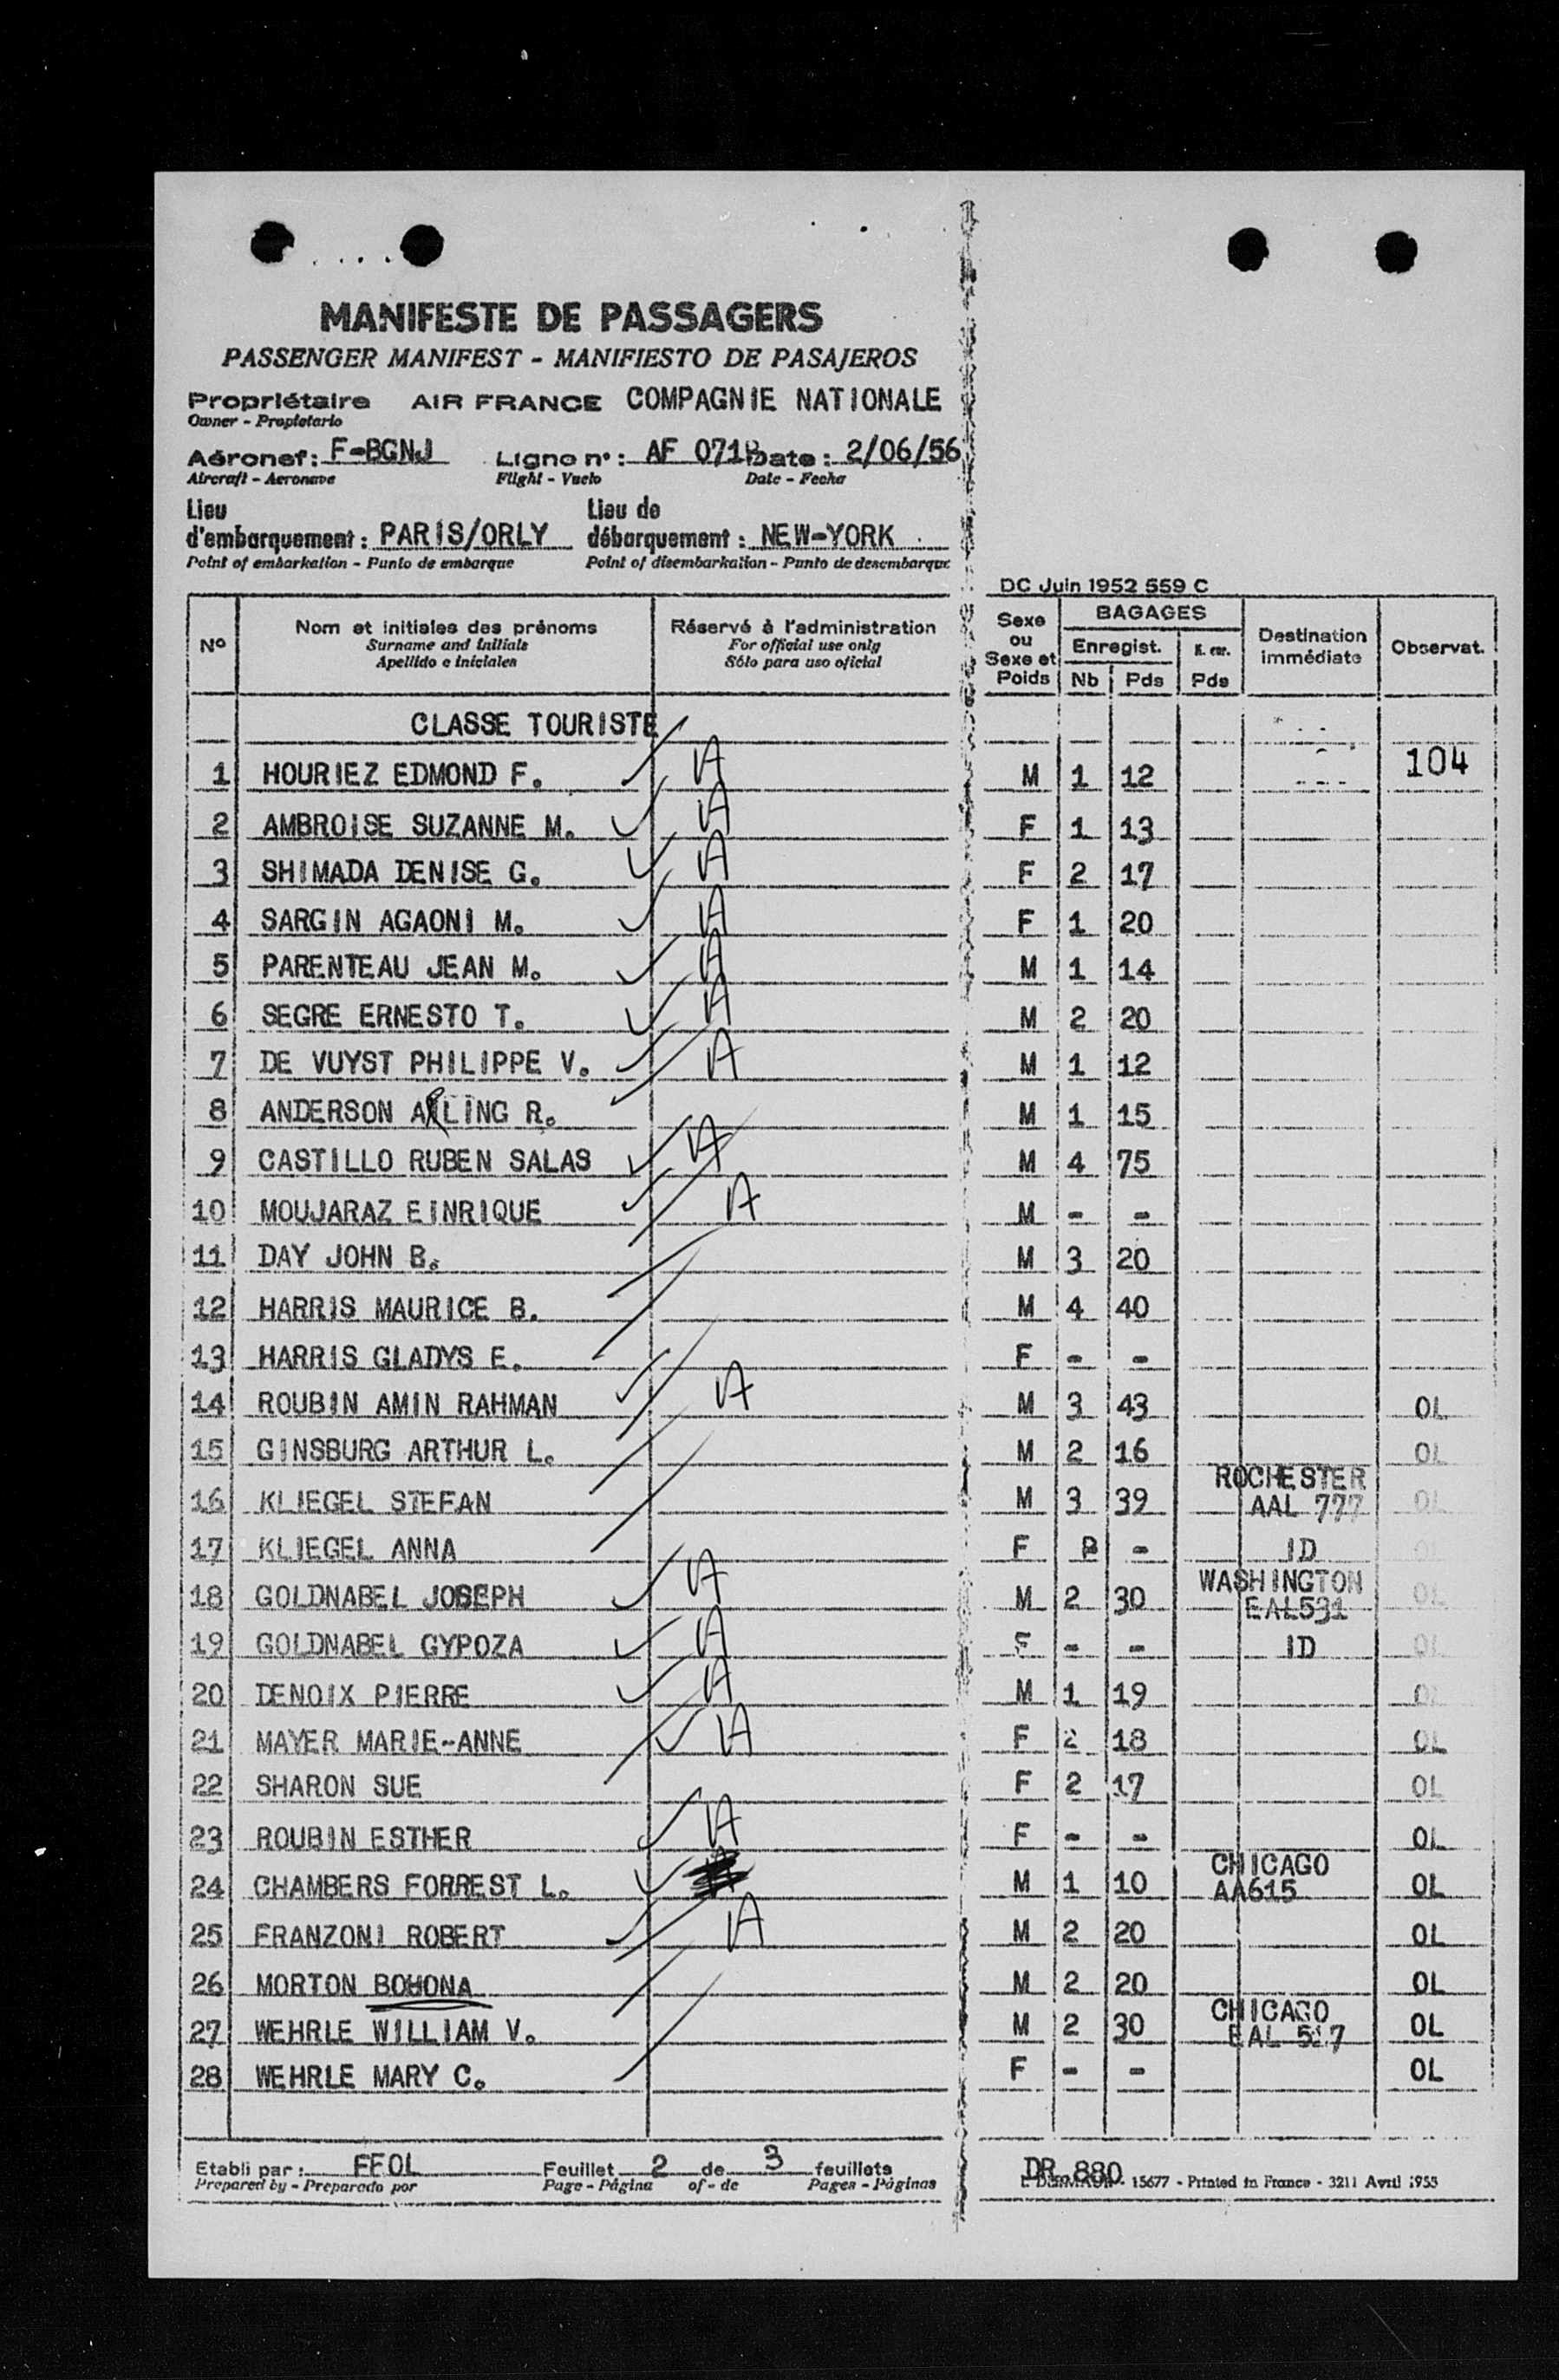 MANIFESTE DE PASSAGERS
PASSENGER MANIFEST - MANIFIESTO DE PASAJEROS
Propriétaire AIR FRANCE COMPAGNIE NATIONALE
Owner - Propietario
Aéronef: F-BGNJ Ligne n°: AF 071 Date: 2/06/56
Aircraft - Aeronave Flight - Vuelo Date - Fecha
Lieu Lieu de
d'embarquement: PARIS/ORLY débarquement: NEW-YORK
Point of embarkation - Punto de embarque Point of disembarkation - Punto de desembarque
DC Juin 1952 559 C
N° Nom et initiales des prénoms Réservé à l'administration Sexe ou Sexe et Poids BAGAGES Destination immédiate Observat.
Surname and initials For official use only Enregist.
Apellido e iniciales Sólo para uso oficial Nb Pds Pds
CLASSE TOURISTE
1 HOURIEZ EDMOND F. A M 1 12 104
2 AMBROISE SUZANNE M. A F 1 13
3 SHIMADA DENISE G. A F 2 17
4 SARGIN AGAONI M. A F 1 20
5 PARENTEAU JEAN M. A M 1 14
6 SEGRE ERNESTO T. A M 2 20
7 DE VUYST PHILIPPE V. A M 1 12
8 ANDERSON ARLING R. M 1 15
9 CASTILLO RUBEN SALAS A M 4 75
10 MOUJARAZ EINRIQUE A M - -
11 DAY JOHN B. M 3 20
12 HARRIS MAURICE B. M 4 40
13 HARRIS GLADYS E. F - -
14 ROUBIN AMIN RAHMAN A M 3 43 OL
15 GINSBURG ARTHUR L. M 2 16 OL
16 KLIEGEL STEFAN M 3 39 ROCHESTER AAL 777 OL
17 KLIEGEL ANNA F - ID OL
18 GOLDNABEL JOSEPH A M 2 30 WASHINGTON EAL531 OL
19 GOLDNABEL GYPOZA A F - - ID OL
20 DENOIX PIERRE A M 1 19 OL
21 MAYER MARIE-ANNE A F 2 18 OL
22 SHARON SUE F 2 17 OL
23 ROUBIN ESTHER A F - - OL
24 CHAMBERS FORREST L. M 1 10 CHICAGO AA615 OL
25 FRANZONI ROBERT A M 2 20 OL
26 MORTON BOHONA M 2 20 OL
27 WEHRLE WILLIAM V. M 2 30 CHICAGO EAL OL
28 WEHRLE MARY C. F - - OL
Etabli par: FFOL Feuillet 2 de 3 feuillets DR 880
Prepared by - Preparado por Page - Página of - de Pages - Páginas 15677 - Printed in France - 3211 Avril 1955